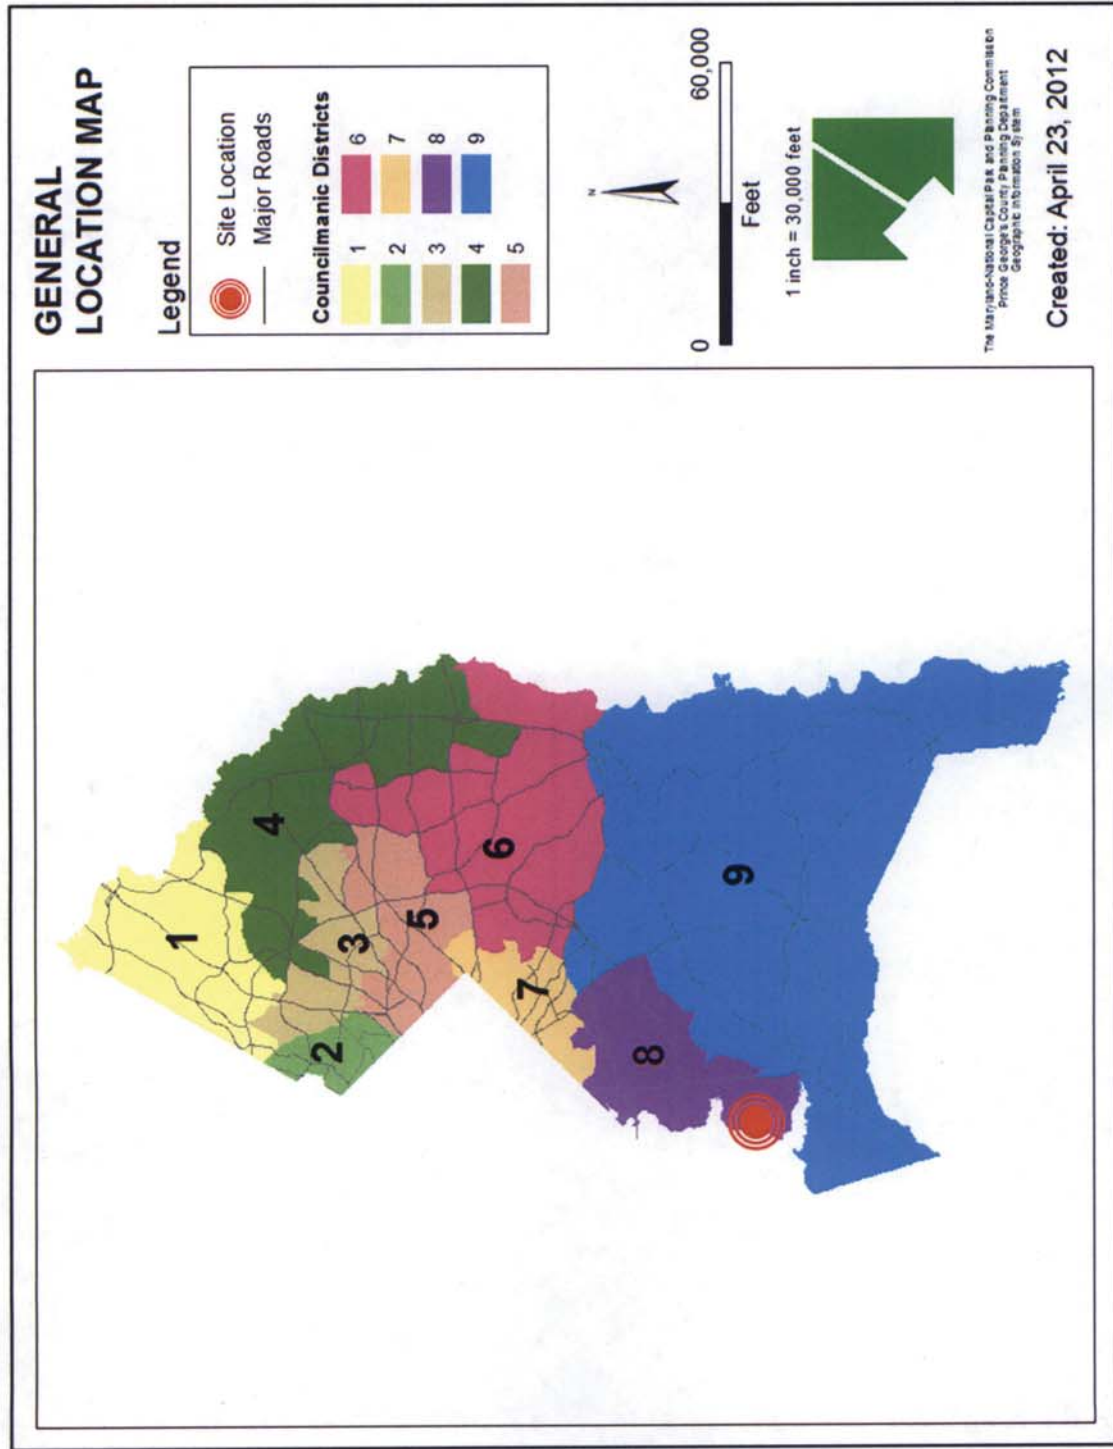 GENERAL
LOCATION MAP
Legend
Site Location
Major Roads
Councilmanic Districts
1
2
3
4
5
6
7
8
9
N
0
60,000
Feet
1 inch = 30,000 feet
The Maryland-National Capital Park and Planning Commission
Prince George's County Planning Department
Geographic Information System
Created: April 23, 2012
1
2
3
4
5
6
7
8
9